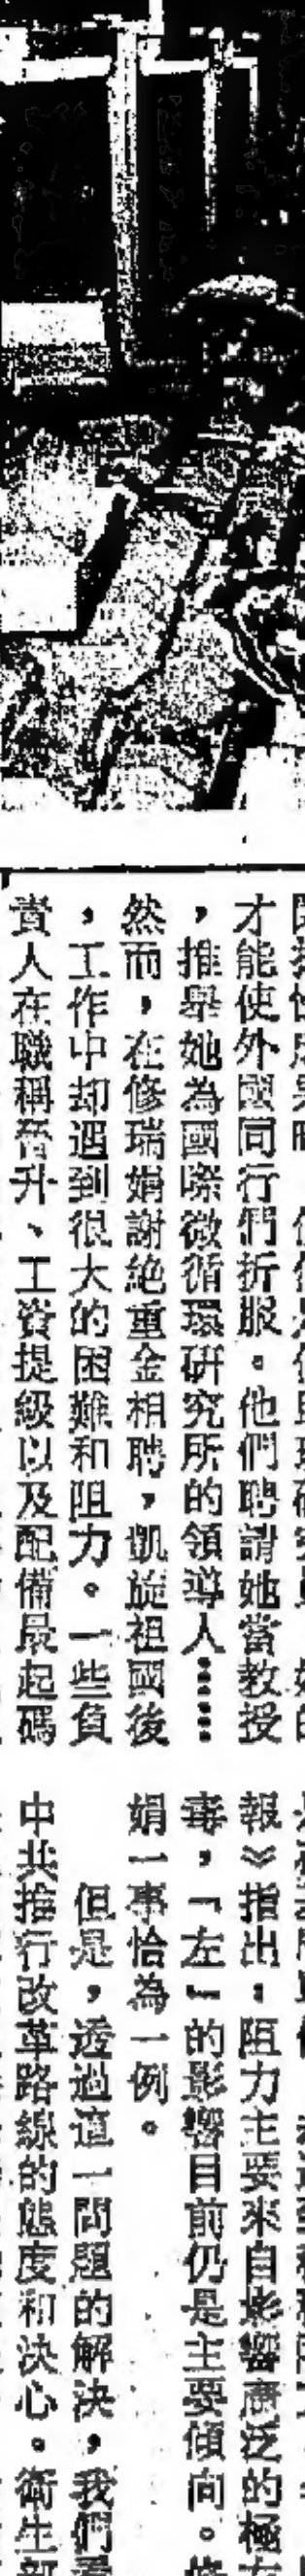 才能使外國同行們折服。他們聘請她當教授
，推舉她為國際微循環研究所的領導人……
然而，在修瑞娟謝絶重金相聘，凱旋祖國後
，工作中却遇到很大的困難和阻力。一些負
責人在職稱晉升、工資提級以及配備最起碼
報》指出：阻力主要來自影響廣泛的極左
毒，「左」的影響目前仍是主要傾向。
娟一事恰為一例。
但是，透過這一問題的解決，我們看
中共推行改革路線的態度和決心。衛生部